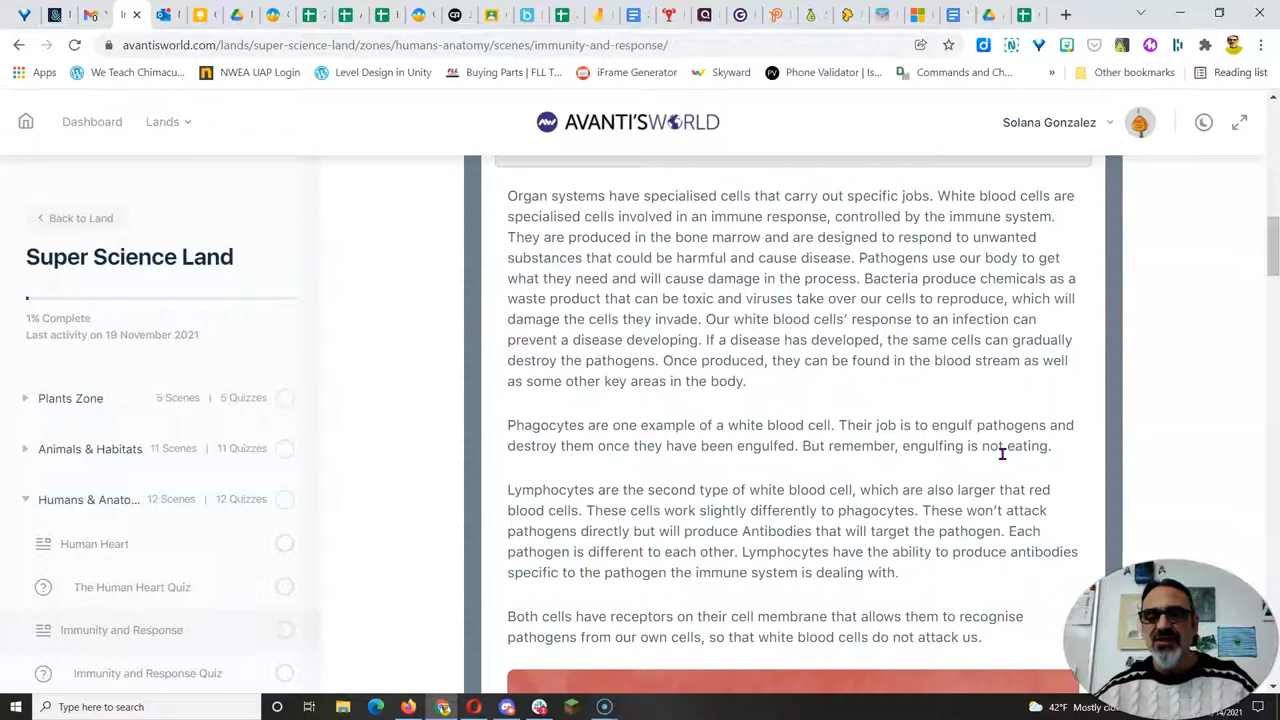 avantisworld.com/lands/super-science-land/zones/humans-anatomy/scenes/immunity-and-response/
Apps
We Teach Chimacu...
NWEA UAP Login
Level Design in Unity
Buying Parts | FLL T...
iFrame Generator
Skyward
Phone Validator | Is...
Commands and Ch...
»
Other bookmarks
Reading list
Dashboard
Lands
AVANTI'S WORLD
Solana Gonzalez
Back to Land
Super Science Land
1% Complete
Last activity on 19 November 2021
Plants Zone 5 Scenes | 5 Quizzes
Animals & Habitats 11 Scenes | 11 Quizzes
Humans & Anato... 12 Scenes | 12 Quizzes
Human Heart
The Human Heart Quiz
Immunity and Response
Immunity and Response Quiz
Organ systems have specialised cells that carry out specific jobs. White blood cells are
specialised cells involved in an immune response, controlled by the immune system.
They are produced in the bone marrow and are designed to respond to unwanted
substances that could be harmful and cause disease. Pathogens use our body to get
what they need and will cause damage in the process. Bacteria produce chemicals as a
waste product that can be toxic and viruses take over our cells to reproduce, which will
damage the cells they invade. Our white blood cells' response to an infection can
prevent a disease developing. If a disease has developed, the same cells can gradually
destroy the pathogens. Once produced, they can be found in the blood stream as well
as some other key areas in the body.
Phagocytes are one example of a white blood cell. Their job is to engulf pathogens and
destroy them once they have been engulfed. But remember, engulfing is not eating.
Lymphocytes are the second type of white blood cell, which are also larger that red
blood cells. These cells work slightly differently to phagocytes. These won't attack
pathogens directly but will produce Antibodies that will target the pathogen. Each
pathogen is different to each other. Lymphocytes have the ability to produce antibodies
specific to the pathogen the immune system is dealing with.
Both cells have receptors on their cell membrane that allows them to recognise
pathogens from our own cells, so that white blood cells do not attack us.
Type here to search
42°F Mostly